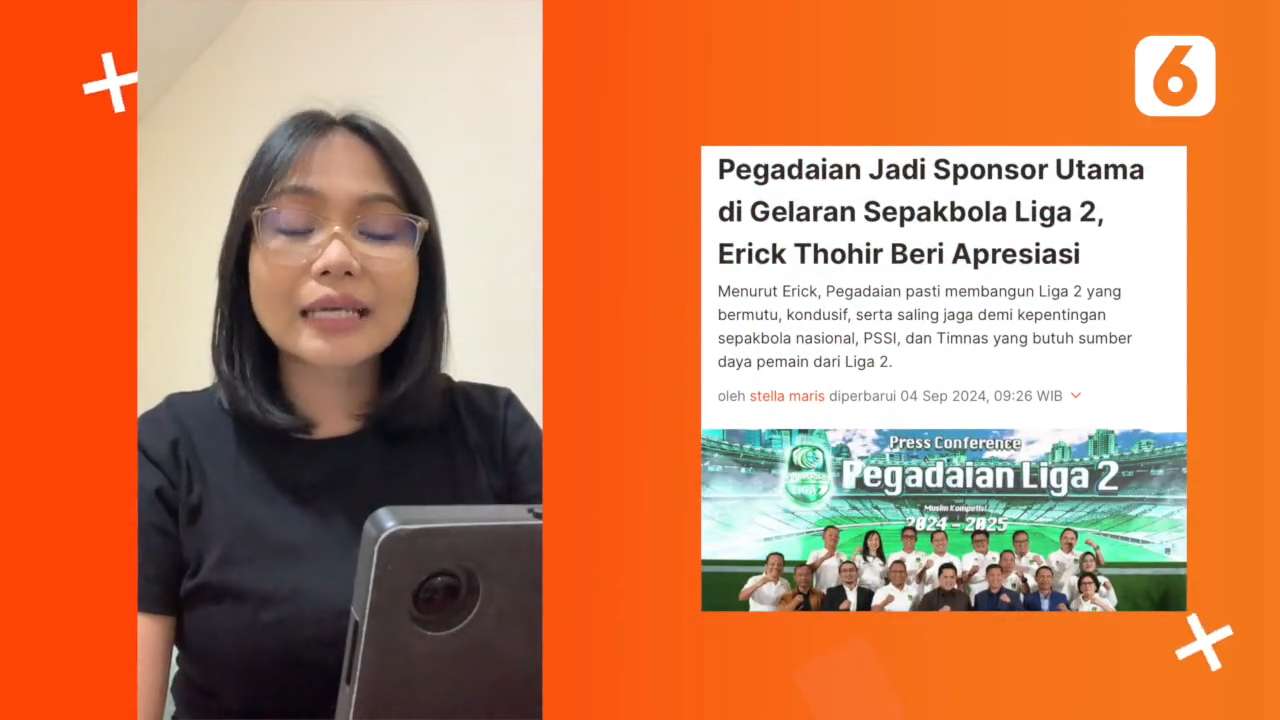 6
Pegadaian Jadi Sponsor Utama
di Gelaran Sepakbola Liga 2,
Erick Thohir Beri Apresiasi
Menurut Erick, Pegadaian pasti membangun Liga 2 yang
bermutu, kondusif, serta saling jaga demi kepentingan
sepakbola nasional, PSSI, dan Timnas yang butuh sumber
daya pemain dari Liga 2.
oleh stella maris diperbarui 04 Sep 2024, 09:26 WIB
Press Conference
Pegadaian Liga 2
Musim Kompetisi
2024 - 2025